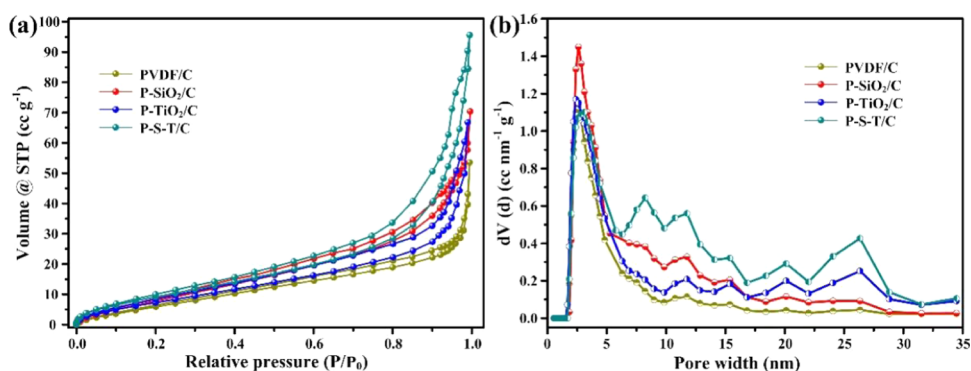 (a)
100
90
80
70
60
50
40
30
20
10
0
Volume @ STP (cc g⁻¹)
PVDF/C
P-SiO₂/C
P-TiO₂/C
P-S-T/C
0.0 0.2 0.4 0.6 0.8 1.0
Relative pressure (P/P₀)
(b)
1.6
1.4
1.2
1.0
0.8
0.6
0.4
0.2
0.0
dV (d) (cc nm⁻¹ g⁻¹)
PVDF/C
P-SiO₂/C
P-TiO₂/C
P-S-T/C
0 5 10 15 20 25 30 35
Pore width (nm)